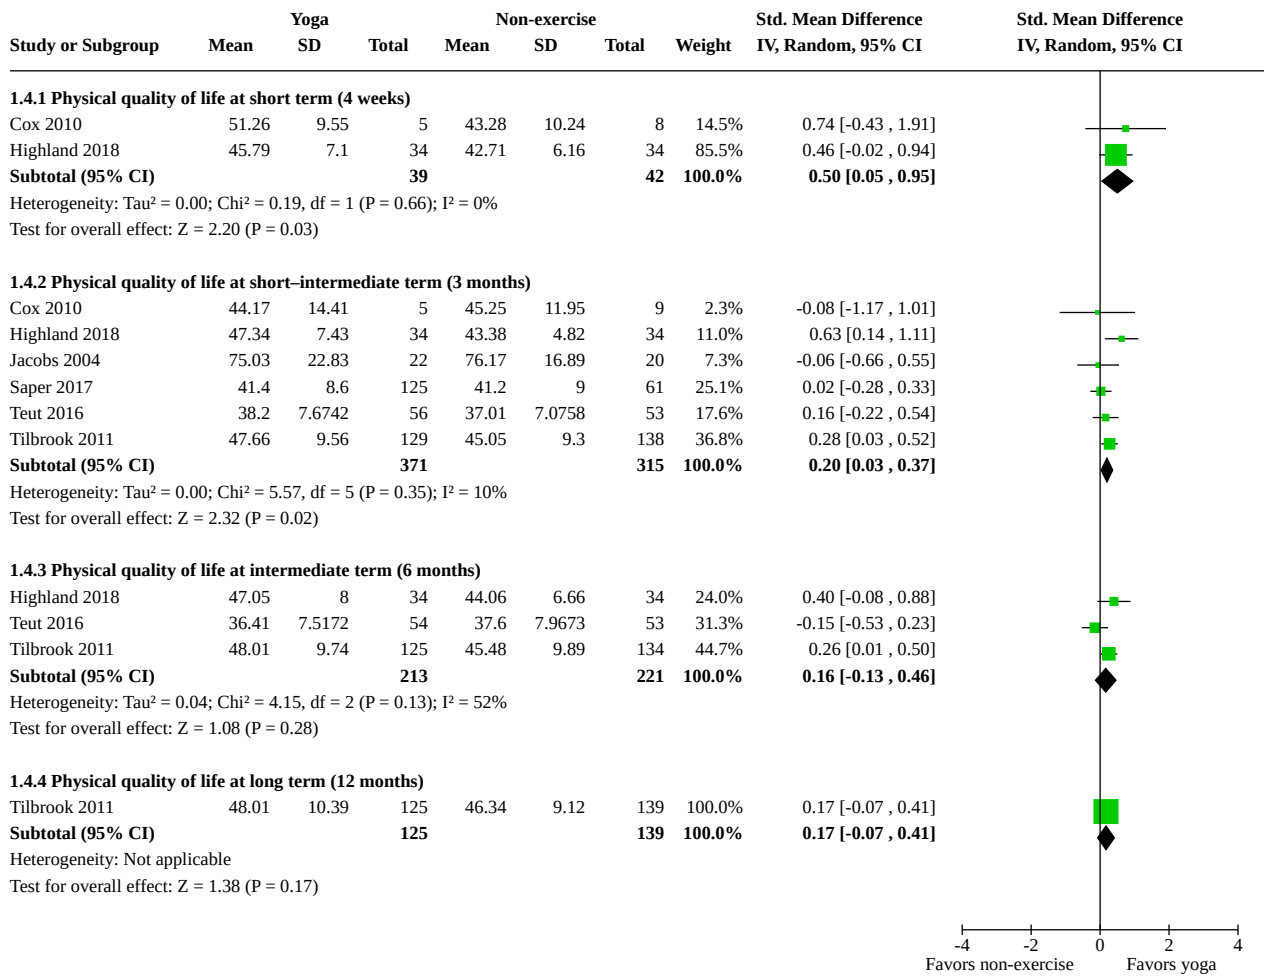 Yoga Non-exercise Std. Mean Difference Std. Mean Difference
Study or Subgroup Mean SD Total Mean SD Total Weight IV, Random, 95% CI IV, Random, 95% CI
1.4.1 Physical quality of life at short term (4 weeks)
Cox 2010 51.26 9.55 5 43.28 10.24 8 14.5% 0.74 [-0.43 , 1.91]
Highland 2018 45.79 7.1 34 42.71 6.16 34 85.5% 0.46 [-0.02 , 0.94]
Subtotal (95% CI) 39 42 100.0% 0.50 [0.05 , 0.95]
Heterogeneity: Tau² = 0.00; Chi² = 0.19, df = 1 (P = 0.66); I² = 0%
Test for overall effect: Z = 2.20 (P = 0.03)
1.4.2 Physical quality of life at short–intermediate term (3 months)
Cox 2010 44.17 14.41 5 45.25 11.95 9 2.3% -0.08 [-1.17 , 1.01]
Highland 2018 47.34 7.43 34 43.38 4.82 34 11.0% 0.63 [0.14 , 1.11]
Jacobs 2004 75.03 22.83 22 76.17 16.89 20 7.3% -0.06 [-0.66 , 0.55]
Saper 2017 41.4 8.6 125 41.2 9 61 25.1% 0.02 [-0.28 , 0.33]
Teut 2016 38.2 7.6742 56 37.01 7.0758 53 17.6% 0.16 [-0.22 , 0.54]
Tilbrook 2011 47.66 9.56 129 45.05 9.3 138 36.8% 0.28 [0.03 , 0.52]
Subtotal (95% CI) 371 315 100.0% 0.20 [0.03 , 0.37]
Heterogeneity: Tau² = 0.00; Chi² = 5.57, df = 5 (P = 0.35); I² = 10%
Test for overall effect: Z = 2.32 (P = 0.02)
1.4.3 Physical quality of life at intermediate term (6 months)
Highland 2018 47.05 8 34 44.06 6.66 34 24.0% 0.40 [-0.08 , 0.88]
Teut 2016 36.41 7.5172 54 37.6 7.9673 53 31.3% -0.15 [-0.53 , 0.23]
Tilbrook 2011 48.01 9.74 125 45.48 9.89 134 44.7% 0.26 [0.01 , 0.50]
Subtotal (95% CI) 213 221 100.0% 0.16 [-0.13 , 0.46]
Heterogeneity: Tau² = 0.04; Chi² = 4.15, df = 2 (P = 0.13); I² = 52%
Test for overall effect: Z = 1.08 (P = 0.28)
1.4.4 Physical quality of life at long term (12 months)
Tilbrook 2011 48.01 10.39 125 46.34 9.12 139 100.0% 0.17 [-0.07 , 0.41]
Subtotal (95% CI) 125 139 100.0% 0.17 [-0.07 , 0.41]
Heterogeneity: Not applicable
Test for overall effect: Z = 1.38 (P = 0.17)
-4 -2 0 2 4
Favors non-exercise Favors yoga